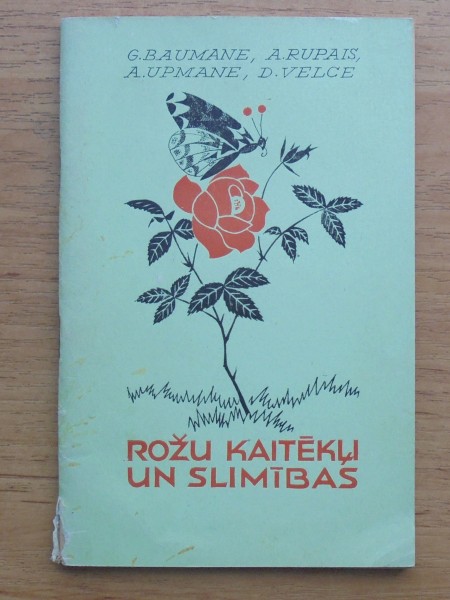 G. BAUMANE, A. RUPAIS,
A. UPMANE, D. VELCE
ROŽU KAITĒKĻI
UN SLIMĪBAS